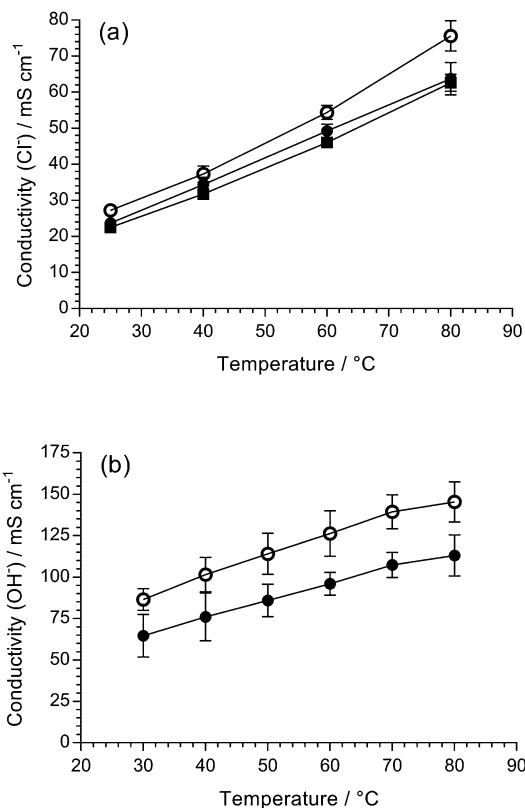 (a)
80
70
60
50
40
30
20
10
0
Conductivity (Cl⁻) / mS cm⁻¹
20 30 40 50 60 70 80 90
Temperature / °C
(b)
175
150
125
100
75
50
25
0
Conductivity (OH⁻) / mS cm⁻¹
20 30 40 50 60 70 80 90
Temperature / °C